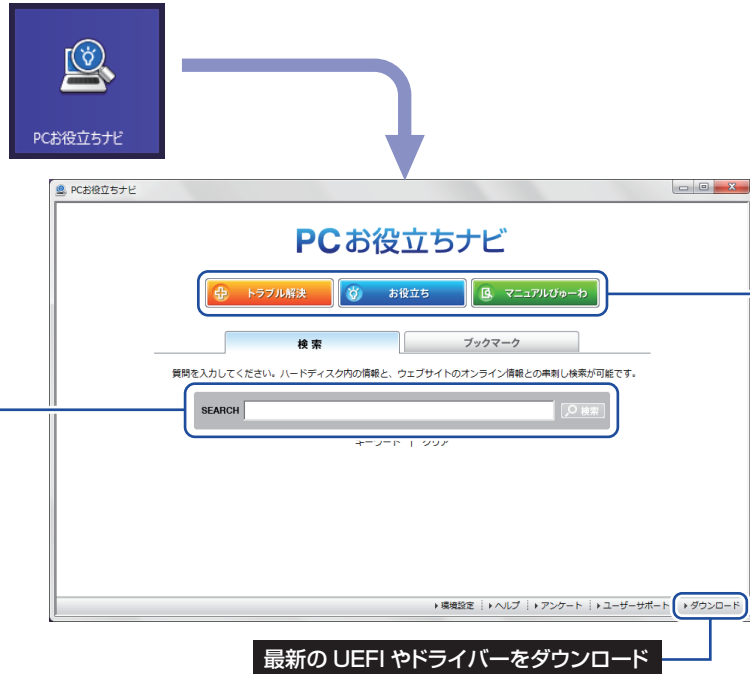 PCお役立ちナビ
PCお役立ちナビ
PCお役立ちナビ
トラブル解決 お役立ち マニュアルびゅーわ
検索 ブックマーク
質問を入力してください。ハードディスク内の情報と、ウェブサイトのオンライン情報との串刺し検索が可能です。
SEARCH 検索
キーワード | クリア
環境設定 ヘルプ アンケート ユーザーサポート ダウンロード
最新の UEFI やドライバーをダウンロード